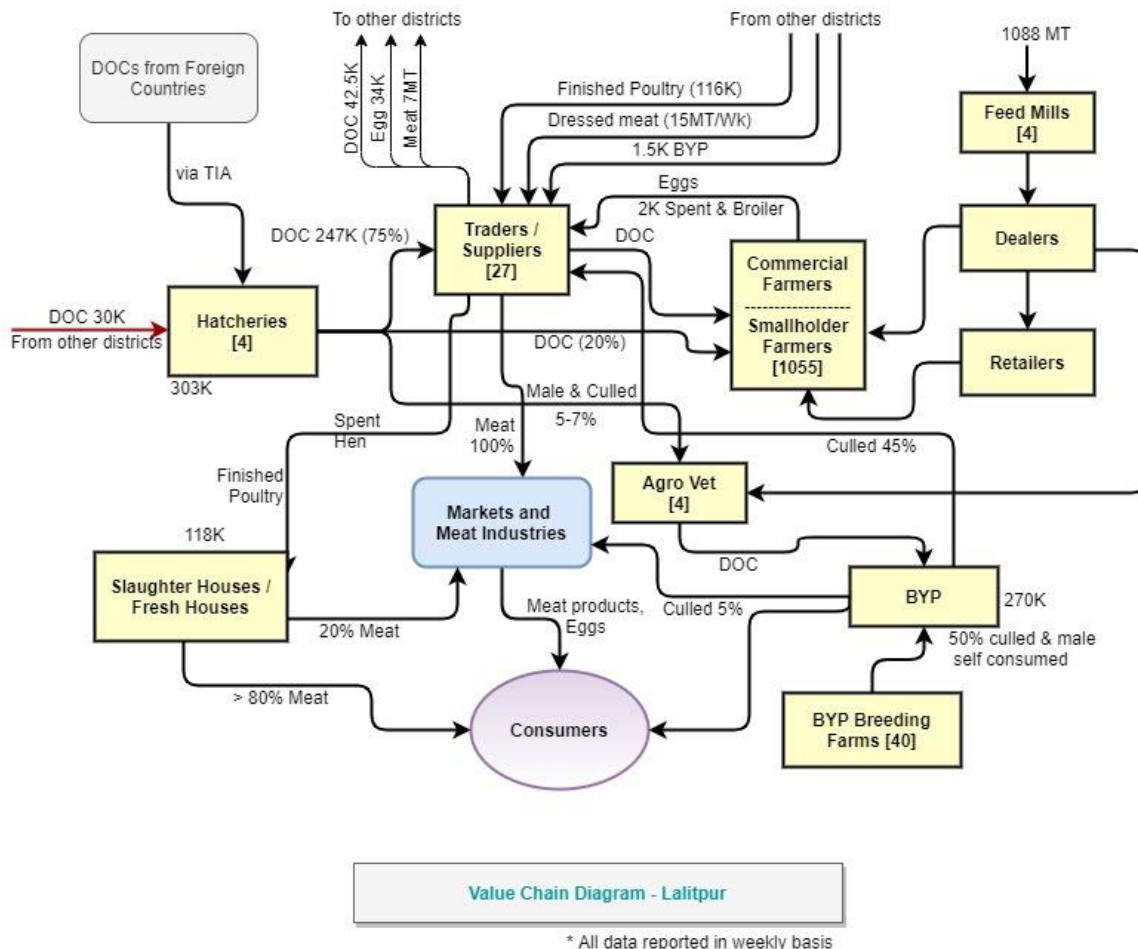 To other districts
From other districts
1088 MT
DOCs from Foreign
Countries
DOC 42.5K
Egg 34K
Meat 7MT
Finished Poultry (116K)
Dressed meat (15MT/Wk)
1.5K BYP
Feed Mills
[4]
via TIA
Eggs
2K Spent & Broiler
DOC 247K (75%)
Traders /
Suppliers
[27]
DOC
Commercial
Farmers
Smallholder
Farmers
[1055]
Dealers
DOC 30K
From other districts
Hatcheries
[4]
303K
DOC (20%)
Retailers
Male & Culled
5-7%
Spent
Hen
Meat
100%
Culled 45%
Finished
Poultry
Agro Vet
[4]
Markets and
Meat Industries
118K
Slaughter Houses /
Fresh Houses
DOC
BYP
270K
Culled 5%
20% Meat
Meat products,
Eggs
50% culled & male
self consumed
> 80% Meat
Consumers
BYP Breeding
Farms [40]
Value Chain Diagram - Lalitpur
* All data reported in weekly basis